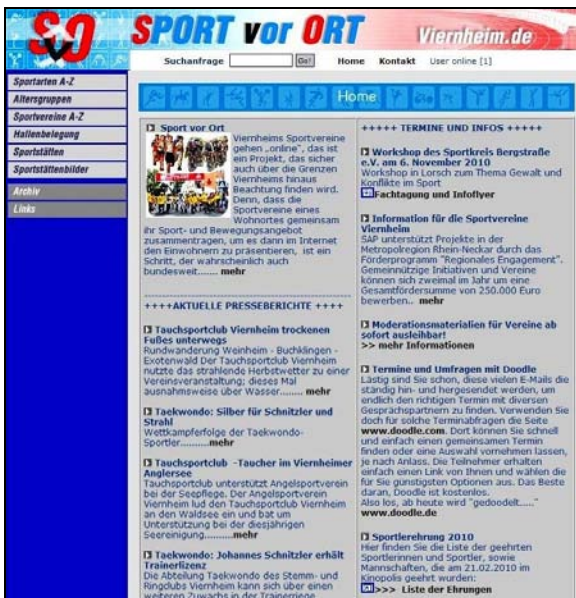 SvO SPORT vor ORT Viernheim.de
Suchanfrage Go! Home Kontakt User online [1]
Sportarten A-Z
Altersgruppen
Sportvereine A-Z
Hallenbelegung
Sportstätten
Sportstättenbilder
Archiv
Links
Home
Sport vor Ort
Viernheims Sportvereine
gehen „online", das ist
ein Projekt, das sicher
auch über die Grenzen
Viernheims hinaus
Beachtung finden wird.
Denn, dass die
Sportvereine eines
Wohnortes gemeinsam
ihr Sport- und Bewegungsangebot
zusammentragen, um es dann im Internet
den Einwohnern zu präsentieren, ist ein
Schritt, der wahrscheinlich auch
bundesweit....... mehr
++++AKTUELLE PRESSEBERICHTE ++++
Tauchsportclub Viernheim trockenen
Fußes unterwegs
Rundwanderung Weinheim - Buchklingen -
Exotenwald Der Tauchsportclub Viernheim
nutzte das strahlende Herbstwetter zu einer
Vereinsveranstaltung; dieses Mal
ausnahmsweise über Wasser........ mehr
Taekwondo: Silber für Schnitzler und
Strahl
Wettkampferfolge der Taekwondo-
Sportler...........mehr
Tauchsportclub -Taucher im Viernheimer
Anglersee
Tauchsportclub unterstützt Angelsportverein
bei der Seepflege. Der Angelsportverein
Viernheim lud den Tauchsportclub Viernheim
an den Waldsee ein und bat um
Unterstützung bei der diesjährigen
Seereinigung..........mehr
Taekwondo: Johannes Schnitzler erhält
Trainerlizenz
Die Abteilung Taekwondo des Stemm- und
Ringclubs Viernheim kann sich über einen
weiteren Zuwachs in der Trainerriege
+++++ TERMINE UND INFOS +++++
Workshop des Sportkreis Bergstraße
e.V. am 6. November 2010
Workshop in Lorsch zum Thema Gewalt und
Konflikte im Sport
Fachtagung und Infoflyer
Information für die Sportvereine
Viernheim
SAP unterstützt Projekte in der
Metropolregion Rhein-Neckar durch das
Förderprogramm "Regionales Engagement".
Gemeinnützige Initiativen und Vereine
können sich zweimal im Jahr um eine
Gesamtfördersumme von 250.000 Euro
bewerben.. mehr
Moderationsmaterialien für Vereine ab
sofort ausleihbar!
>> mehr Informationen
Termine und Umfragen mit Doodle
Lästig sind Sie schon, diese vielen E-Mails die
ständig hin- und hergesendet werden, um
endlich den richtigen Termin mit diversen
Gesprächspartnern zu finden. Verwenden Sie
doch für solche Terminabfragen die Seite
www.doodle.com. Dort können Sie schnell
und einfach einen gemeinsamen Termin
finden oder eine Auswahl vornehmen lassen,
je nach Anlass. Die Teilnehmer erhalten
einfach einen Link von Ihnen und wählen die
für Sie günstigsten Optionen aus. Das Beste
daran, Doodle ist kostenlos.
Also los, ab heute wird "gedoodelt....."
www.doodle.de
Sportlerehrung 2010
Hier finden Sie die Liste der geehrten
Sportlerinnen und Sportler, sowie
Mannschaften, die am 21.02.2010 im
Kinopolis geehrt wurden:
>>> Liste der Ehrungen